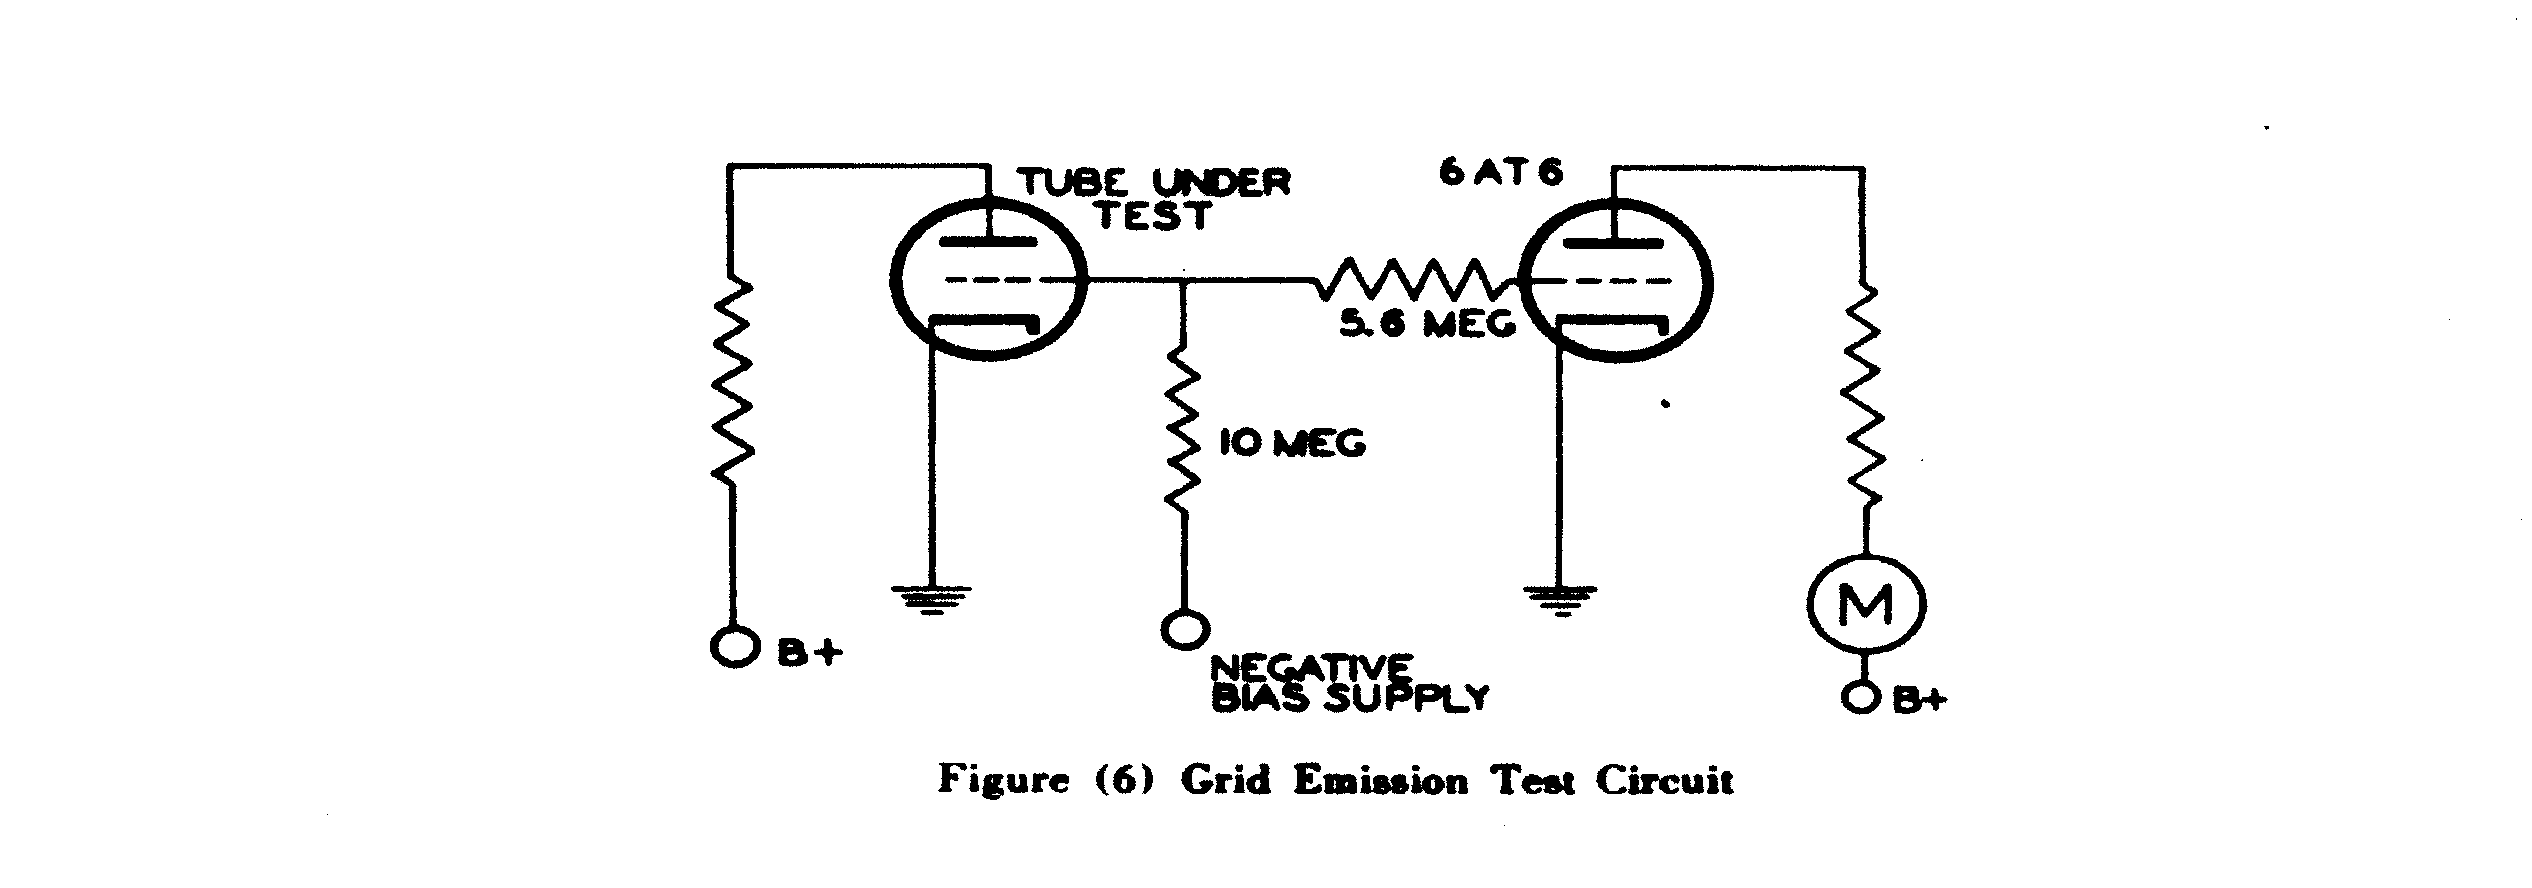 TUBE UNDER
TEST
6AT6
5.6 MEG
10 MEG
M
B+
NEGATIVE
BIAS SUPPLY
B+
Figure (6) Grid Emission Test Circuit